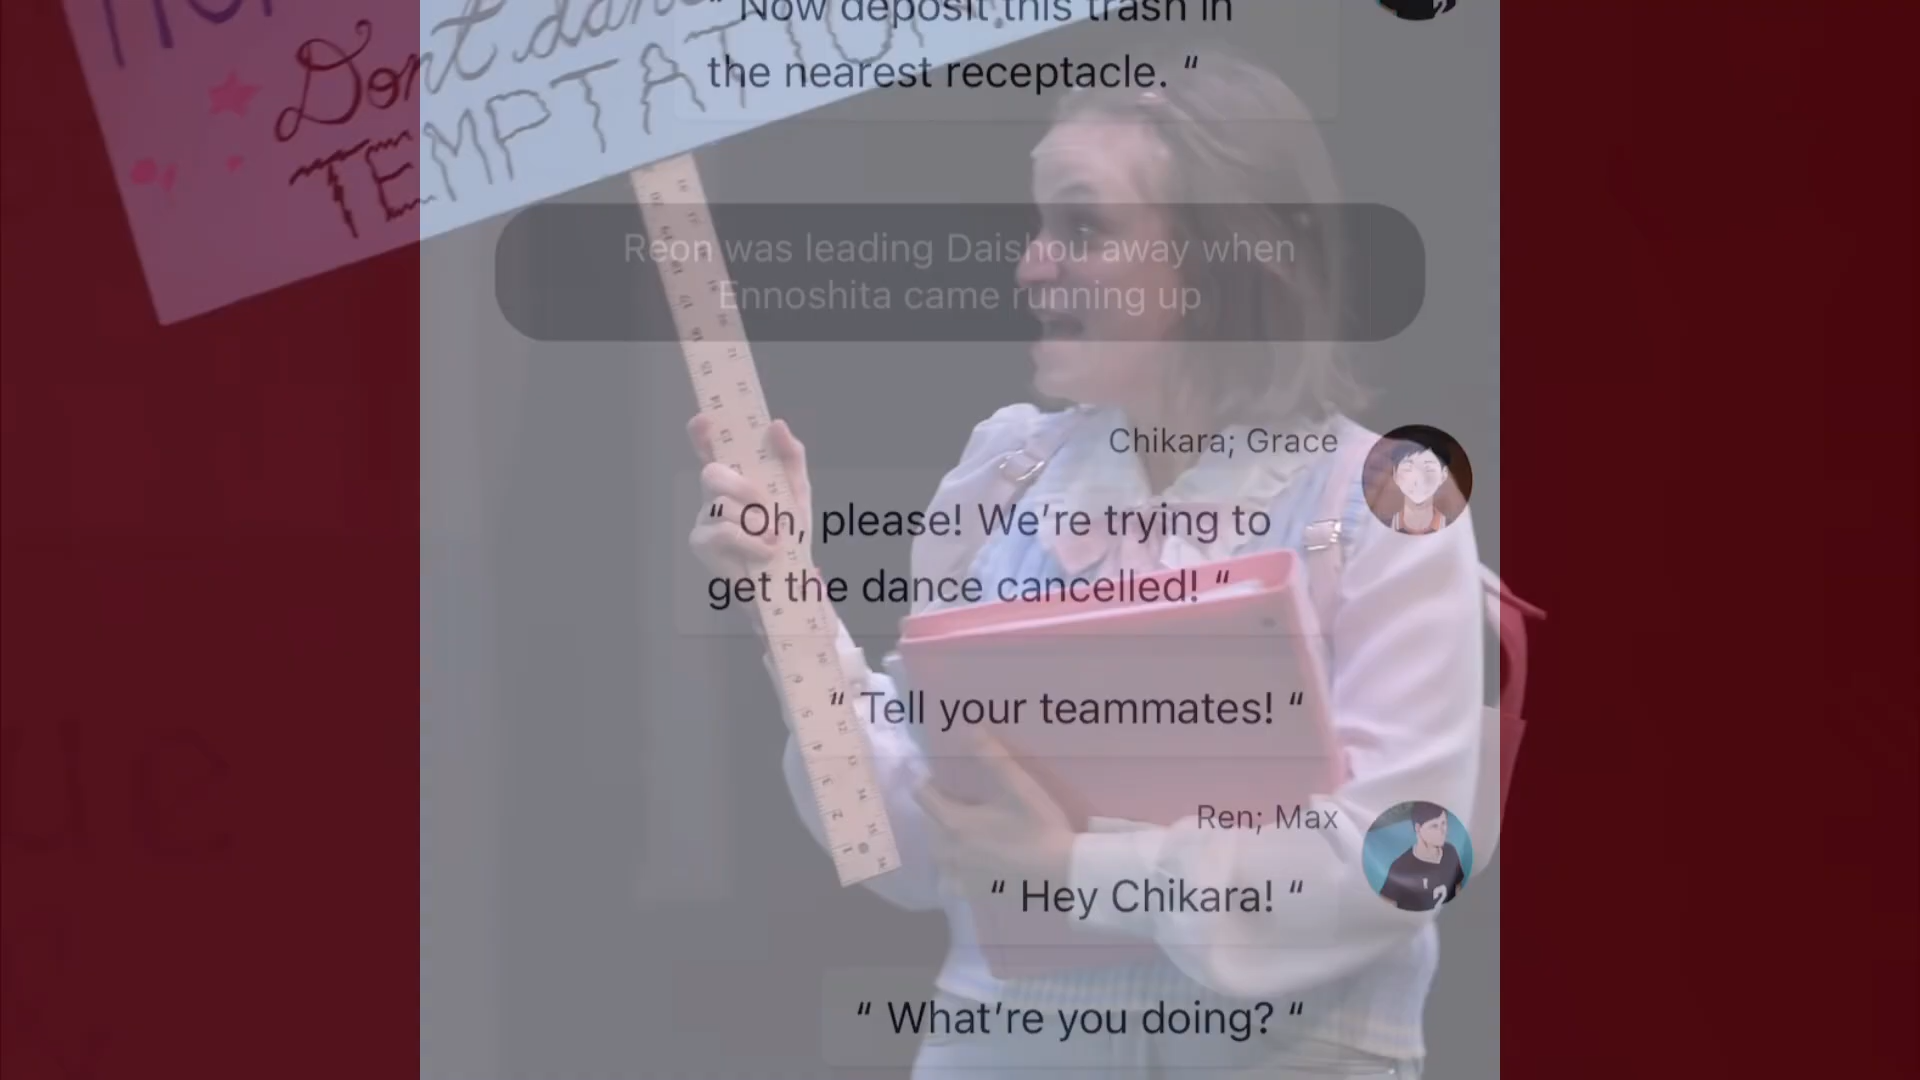 Dont dan
TEMPTATION
“ Now deposit this trash in
the nearest receptacle. “
Reon was leading Daishou away when
Ennoshita came running up
Chikara; Grace
“ Oh, please! We’re trying to
get the dance cancelled! “
“ Tell your teammates! “
Ren; Max
“ Hey Chikara! “
“ What’re you doing? “